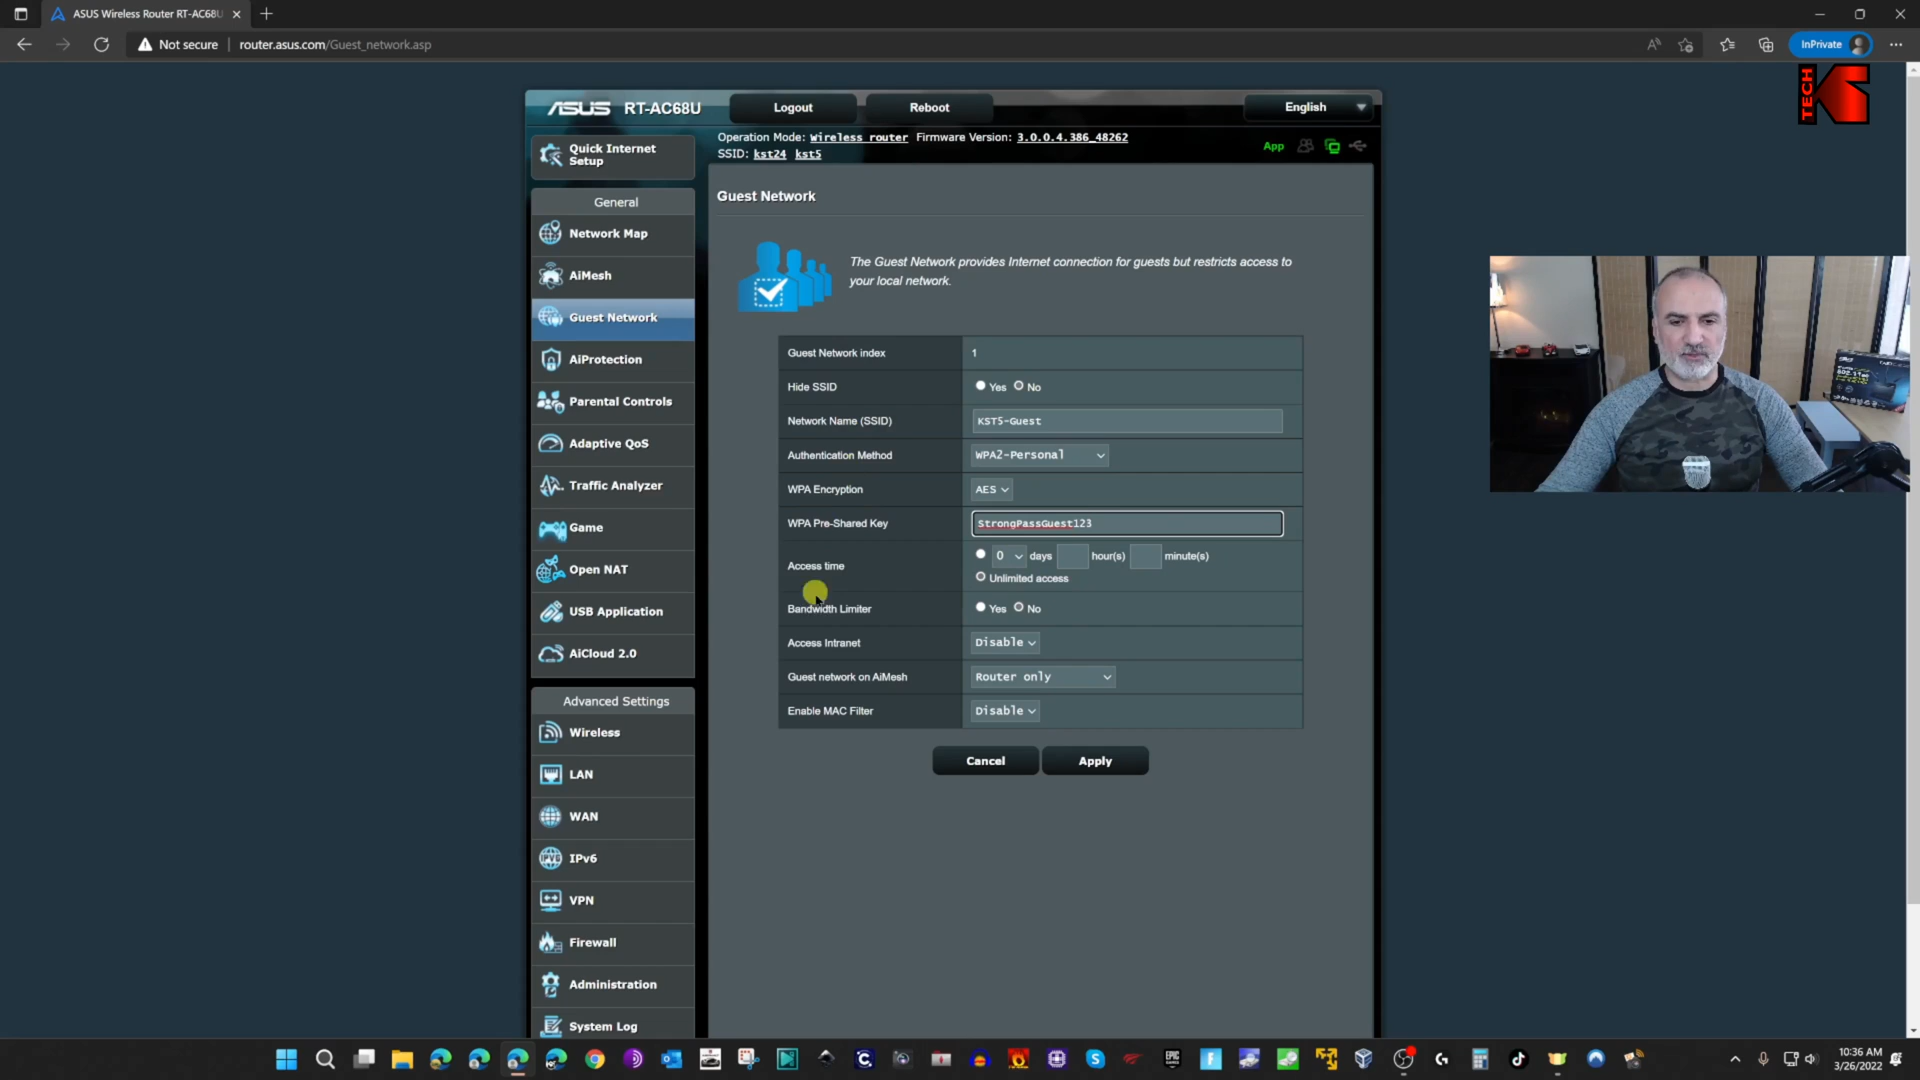 ASUS Wireless Router RT-AC68U
Not secure
router.asus.com/Guest_network.asp
InPrivate
TECH
ASUS RT-AC68U
Logout
Reboot
English
Operation Mode: Wireless router Firmware Version: 3.0.0.4.386_48262
SSID: kst24 kst5
App
Quick Internet
Setup
General
Network Map
AiMesh
Guest Network
AiProtection
Parental Controls
Adaptive QoS
Traffic Analyzer
Game
Open NAT
USB Application
AiCloud 2.0
Advanced Settings
Wireless
LAN
WAN
IPv6
VPN
Firewall
Administration
System Log
Guest Network
The Guest Network provides Internet connection for guests but restricts access to
your local network.
Guest Network index 1
Hide SSID Yes No
Network Name (SSID) KST5-Guest
Authentication Method WPA2-Personal
WPA Encryption AES
WPA Pre-Shared Key StrongPassGuest123
Access time 0 days hour(s) minute(s)
Unlimited access
Bandwidth Limiter Yes No
Access Intranet Disable
Guest network on AiMesh Router only
Enable MAC Filter Disable
Cancel
Apply
10:36 AM
3/26/2022